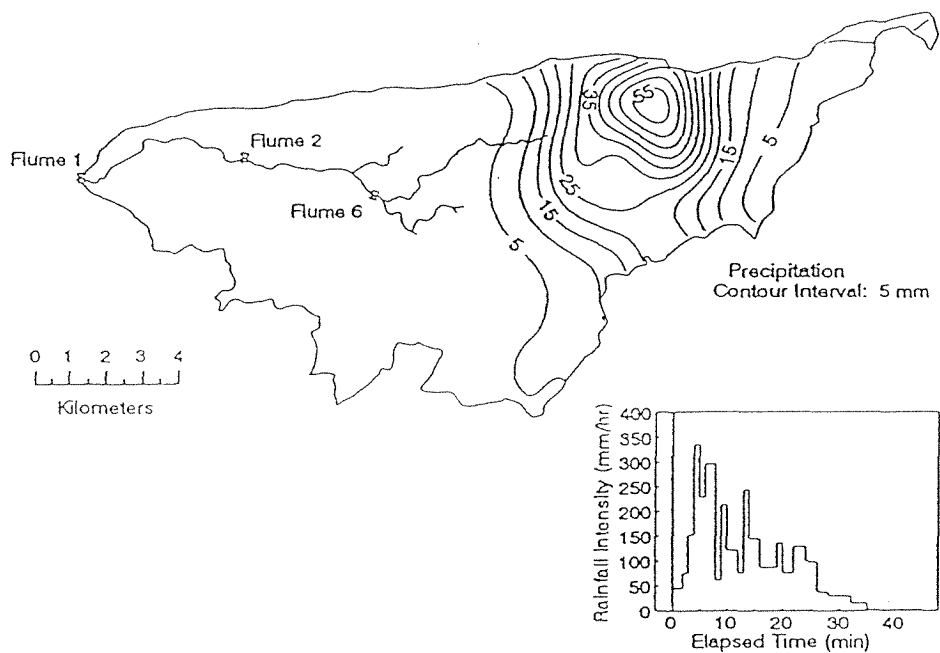 55
35
Flume 2
Flume 1
15
5
25
Flume 6
15
5
Precipitation
Contour Interval: 5 mm
0 1 2 3 4
Kilometers
400
350
300
250
200
150
100
50
0
Rainfall Intensity (mm/hr)
0 10 20 30 40
Elapsed Time (min)